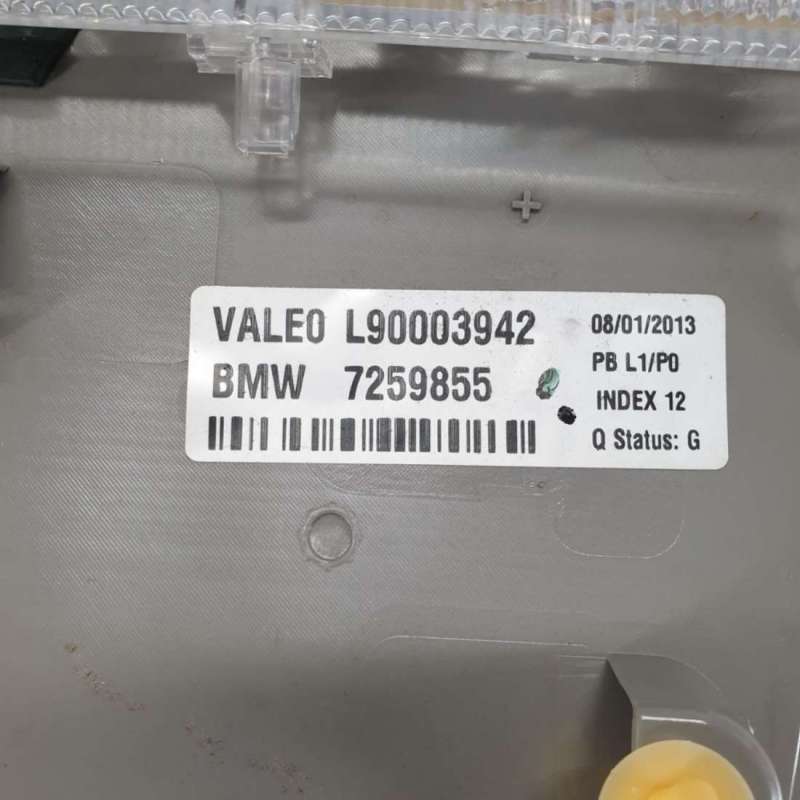 VALEO L90003942
BMW 7259855
08/01/2013
PB L1/P0
INDEX 12
Q Status: G